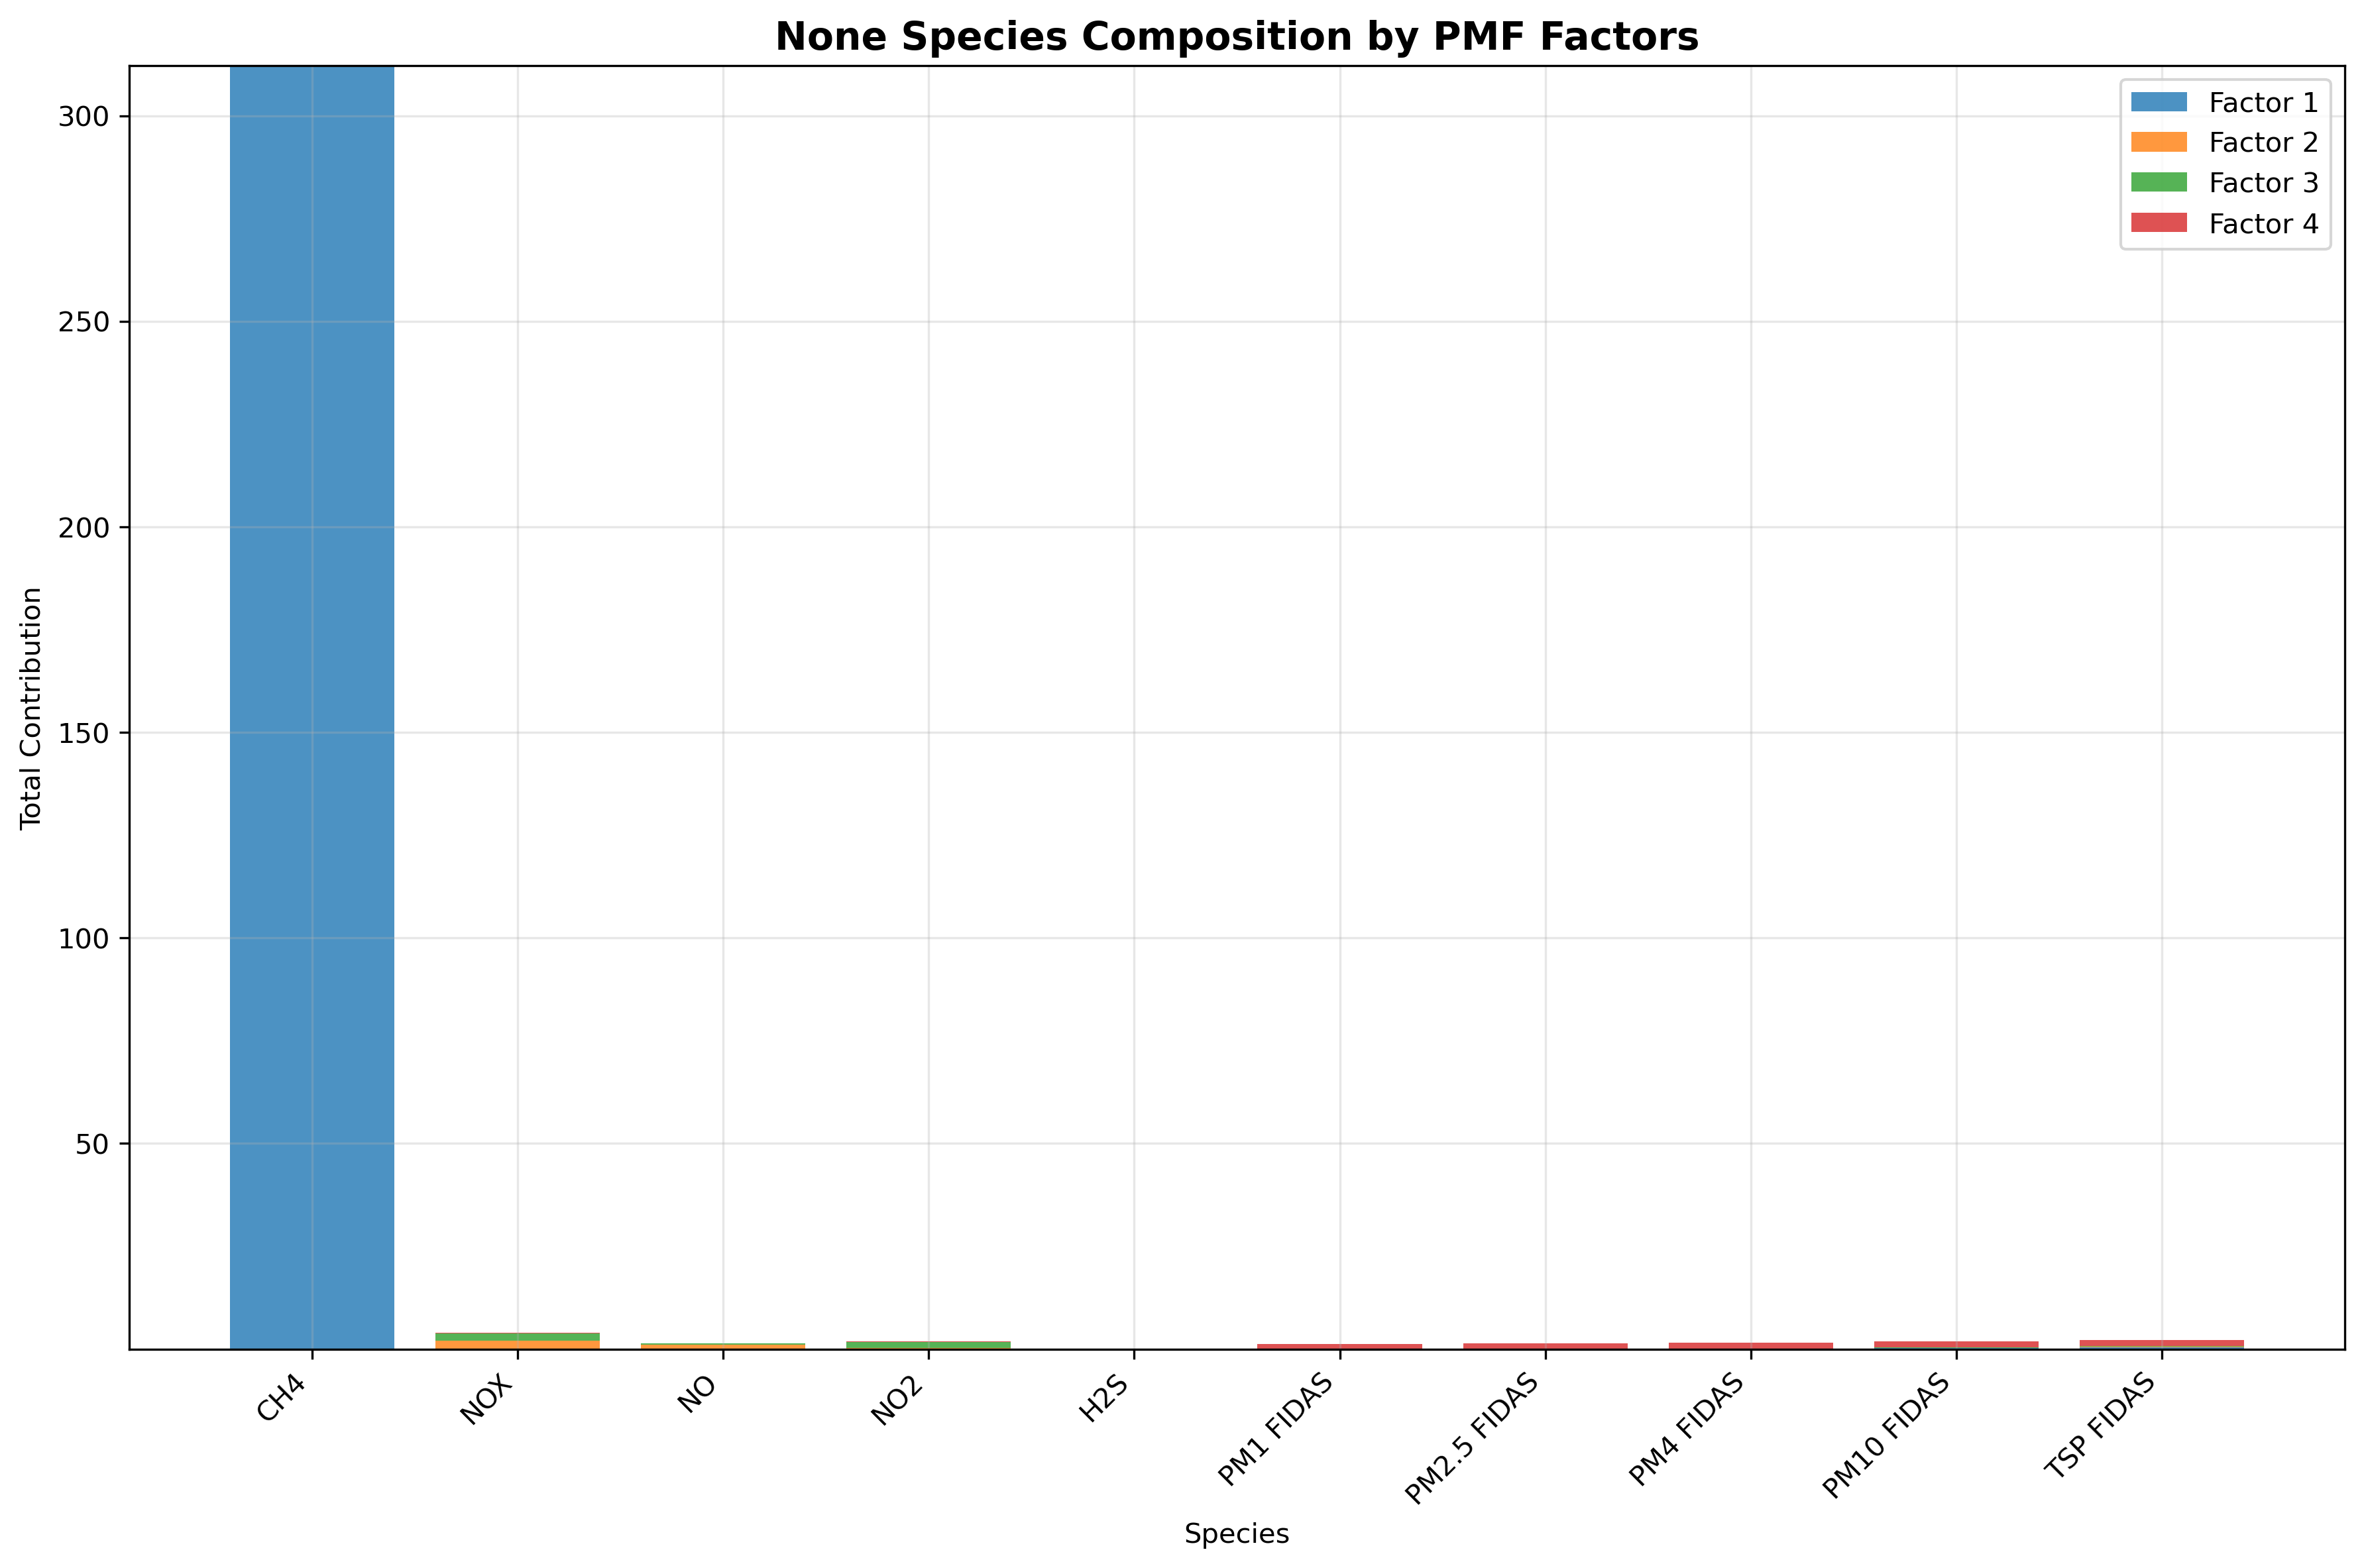 None Species Composition by PMF Factors
Factor 1
Factor 2
Factor 3
Factor 4
300
250
200
150
100
50
Total Contribution
CH4
NOX
NO
NO2
H2S
PM1 FIDAS
PM2.5 FIDAS
PM4 FIDAS
PM10 FIDAS
TSP FIDAS
Species